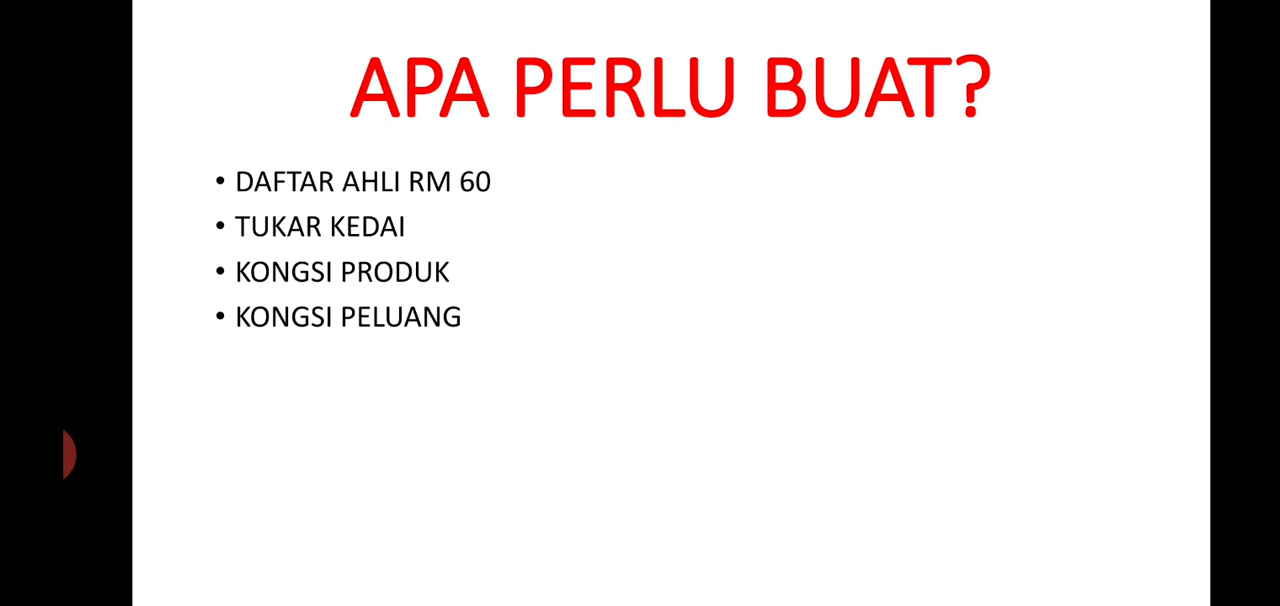 APA PERLU BUAT?
• DAFTAR AHLI RM 60
• TUKAR KEDAI
• KONGSI PRODUK
• KONGSI PELUANG